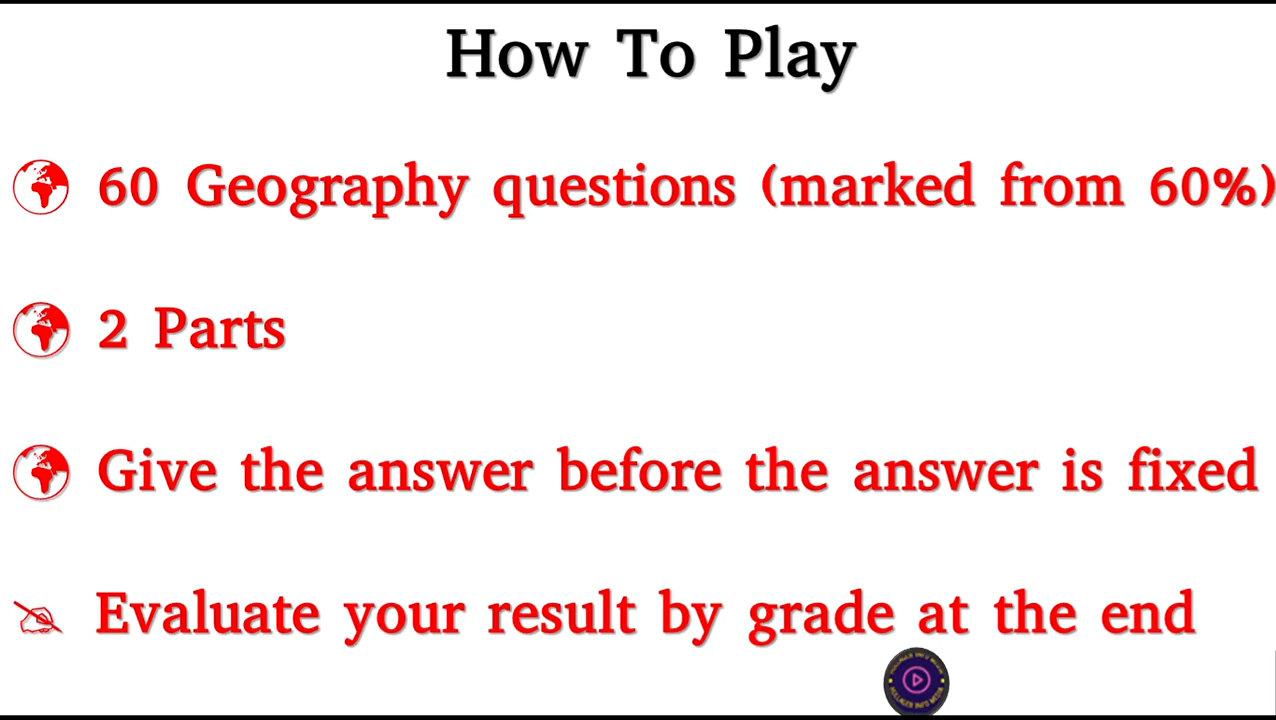 How To Play
60 Geography questions (marked from 60%)
2 Parts
Give the answer before the answer is fixed
Evaluate your result by grade at the end